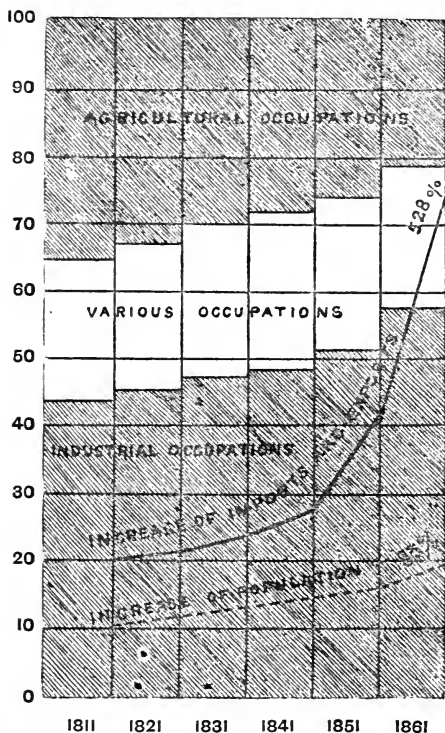 100
90
AGRICULTURAL OCCUPATIONS
80
70
528%
60
VARIOUS OCCUPATIONS
50
40
INDUSTRIAL OCCUPATIONS
30
INCREASE OF IMPORTS AND EXPORTS
20
INCREASE OF POPULATION
10
0
1811 1821 1831 1841 1851 1861